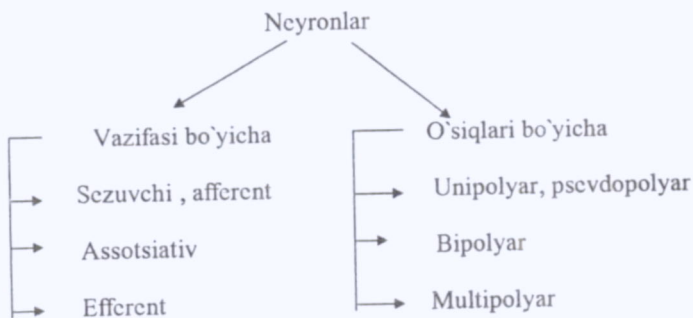 Neyronlar
Vazifasi bo`yicha
Sezuvchi , afferent
Assotsiativ
Efferent
O`siqlari bo`yicha
Unipolyar, psevdopolyar
Bipolyar
Multipolyar